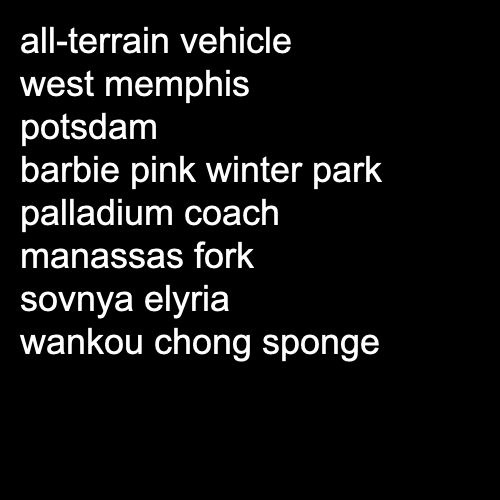 all-terrain vehicle
west memphis
potsdam
barbie pink winter park
palladium coach
manassas fork
sovnya elyria
wankou chong sponge